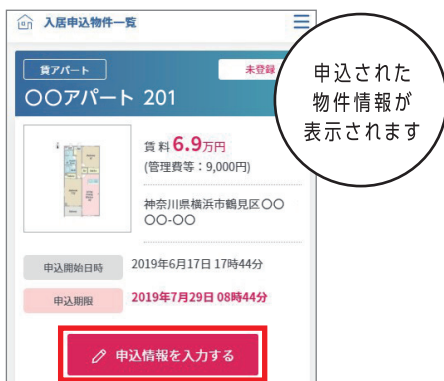 入居申込物件一覧
貸アパート
未登録
〇〇アパート 201
申込された
物件情報が
表示されます
賃料6.9万円
(管理費等：9,000円)
神奈川県横浜市鶴見区〇〇
〇〇-〇〇
申込開始日時 2019年6月17日 17時44分
申込期限 2019年7月29日 08時44分
申込情報を入力する